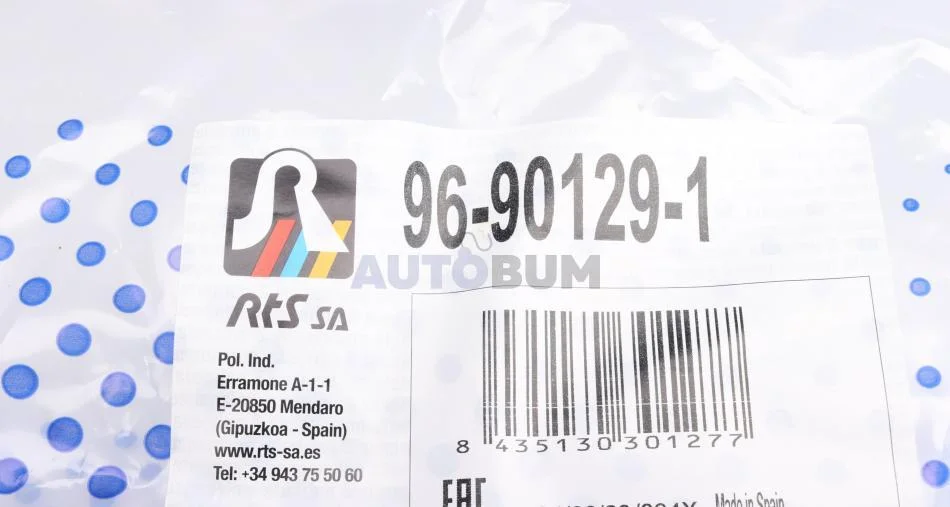 96-90129-1
AUTOBUM
RTS SA
Pol. Ind.
Erramone A-1-1
E-20850 Mendaro
(Gipuzkoa - Spain)
www.rts-sa.es
Tel: +34 943 75 50 60
8 435130 301277
EAC
Made in Spain